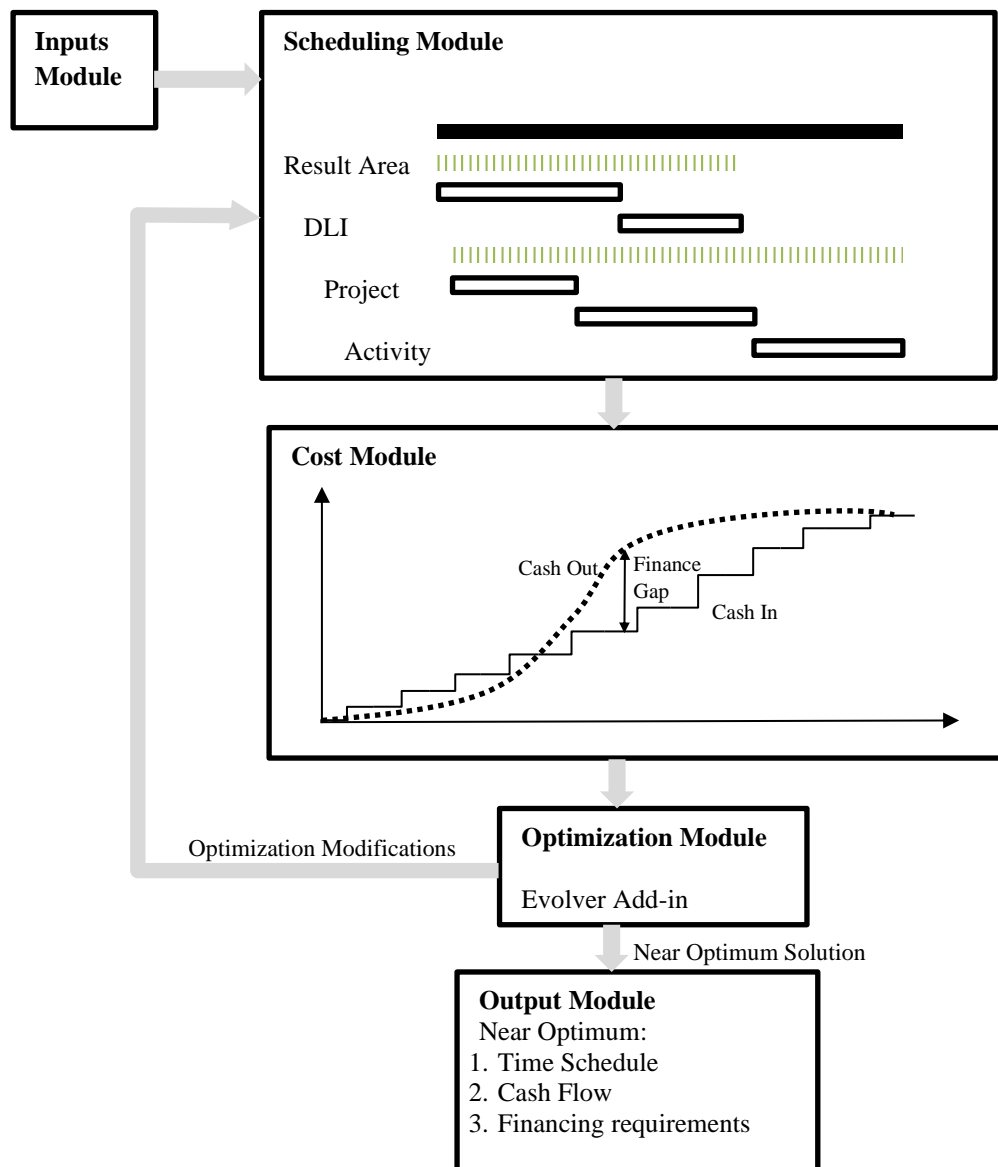 Inputs
Module
Scheduling Module
Result Area
DLI
Project
Activity
Cost Module
Cash Out
Finance
Gap
Cash In
Optimization Module
Evolver Add-in
Optimization Modifications
Near Optimum Solution
Output Module
Near Optimum:
1. Time Schedule
2. Cash Flow
3. Financing requirements